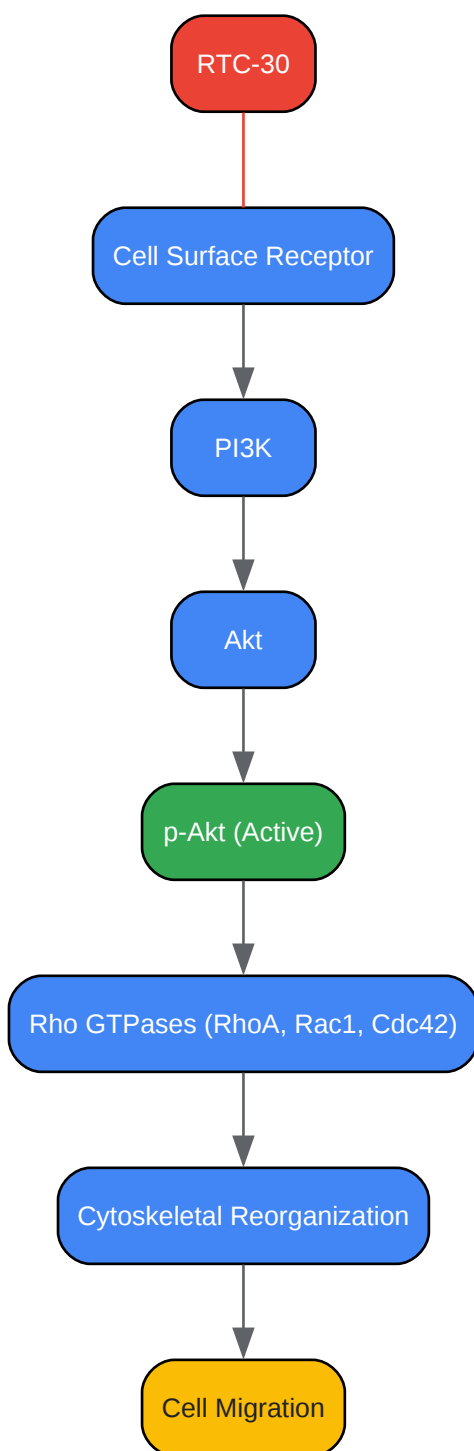 RTC-30
Cell Surface Receptor
PI3K
Akt
p-Akt (Active)
Rho GTPases (RhoA, Rac1, Cdc42)
Cytoskeletal Reorganization
Cell Migration